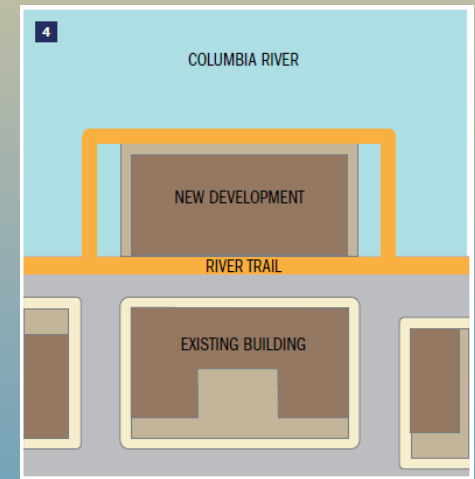 4
COLUMBIA RIVER
NEW DEVELOPMENT
RIVER TRAIL
EXISTING BUILDING